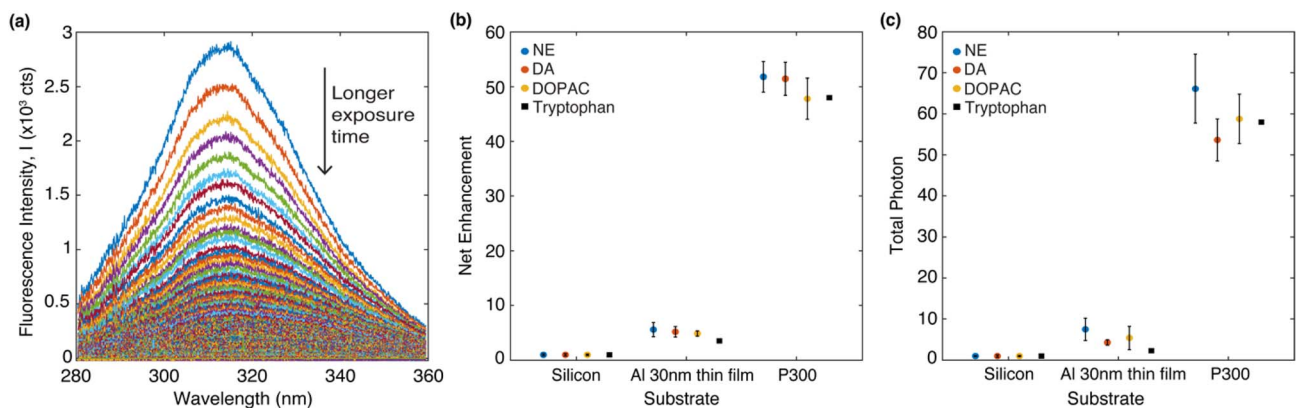 (a)
3
2.5
2
1.5
1
0.5
0
Fluorescence Intensity, I (x10³ cts)
Longer
exposure
time
280 300 320 340 360
Wavelength (nm)
(b)
60
50
40
30
20
10
0
Net Enhancement
NE
DA
DOPAC
Tryptophan
Silicon Al 30nm thin film P300
Substrate
(c)
80
70
60
50
40
30
20
10
0
Total Photon
NE
DA
DOPAC
Tryptophan
Silicon Al 30nm thin film P300
Substrate